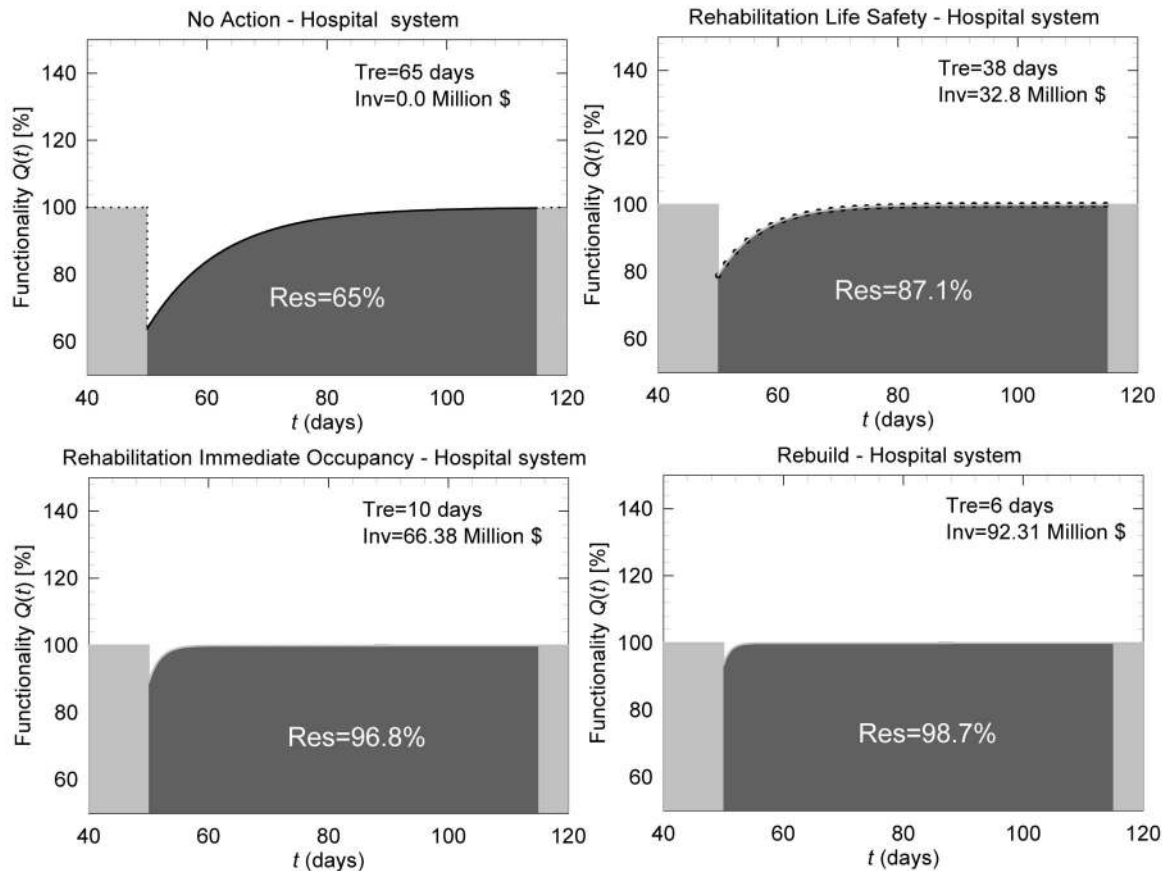 No Action - Hospital system
Tre=65 days
Inv=0.0 Million $
Functionality Q(t) [%]
140
120
100
80
60
Res=65%
40 60 80 100 120
t (days)
Rehabilitation Life Safety - Hospital system
Tre=38 days
Inv=32.8 Million $
Functionality Q(t) [%]
140
120
100
80
60
Res=87.1%
40 60 80 100 120
t (days)
Rehabilitation Immediate Occupancy - Hospital system
Tre=10 days
Inv=66.38 Million $
Functionality Q(t) [%]
140
120
100
80
60
Res=96.8%
40 60 80 100 120
t (days)
Rebuild - Hospital system
Tre=6 days
Inv=92.31 Million $
Functionality Q(t) [%]
140
120
100
80
60
Res=98.7%
40 60 80 100 120
t (days)